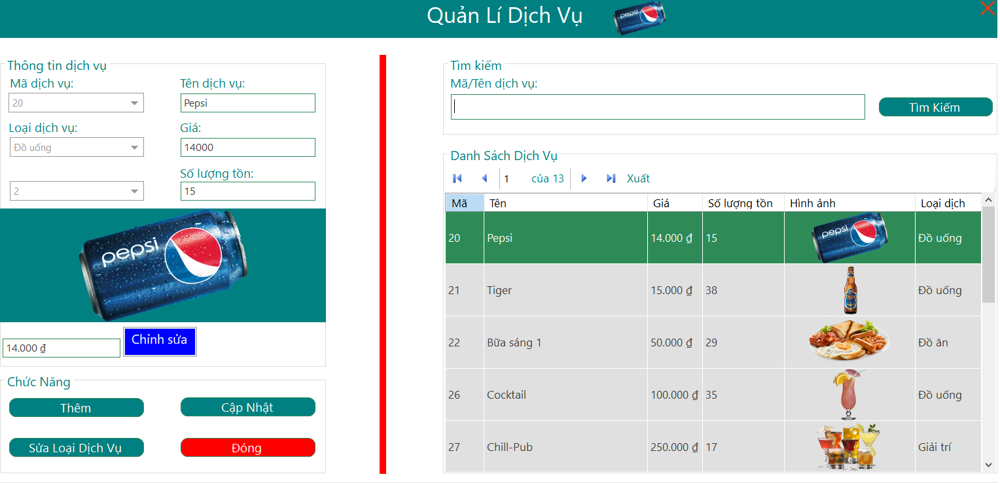 Quản Lí Dịch Vụ
pepsi
Thông tin dịch vụ
Mã dịch vụ:
Tên dịch vụ:
20
Pepsi
Loại dịch vụ:
Giá:
Đồ uống
14000
Số lượng tồn:
2
15
pepsi
14.000 ₫
Chỉnh sửa
Chức Năng
Thêm
Cập Nhật
Sửa Loại Dịch Vụ
Đóng
Tìm kiếm
Mã/Tên dịch vụ:
Tìm Kiếm
Danh Sách Dịch Vụ
1 của 13 Xuất
Mã Tên Giá Số lượng tồn Hình ảnh Loại dịch
20 Pepsi 14.000 ₫ 15 pepsi Đồ uống
21 Tiger 15.000 ₫ 38 Tiger Đồ uống
22 Bữa sáng 1 50.000 ₫ 29 Đồ ăn
26 Cocktail 100.000 ₫ 35 Đồ uống
27 Chill-Pub 250.000 ₫ 17 Giải trí